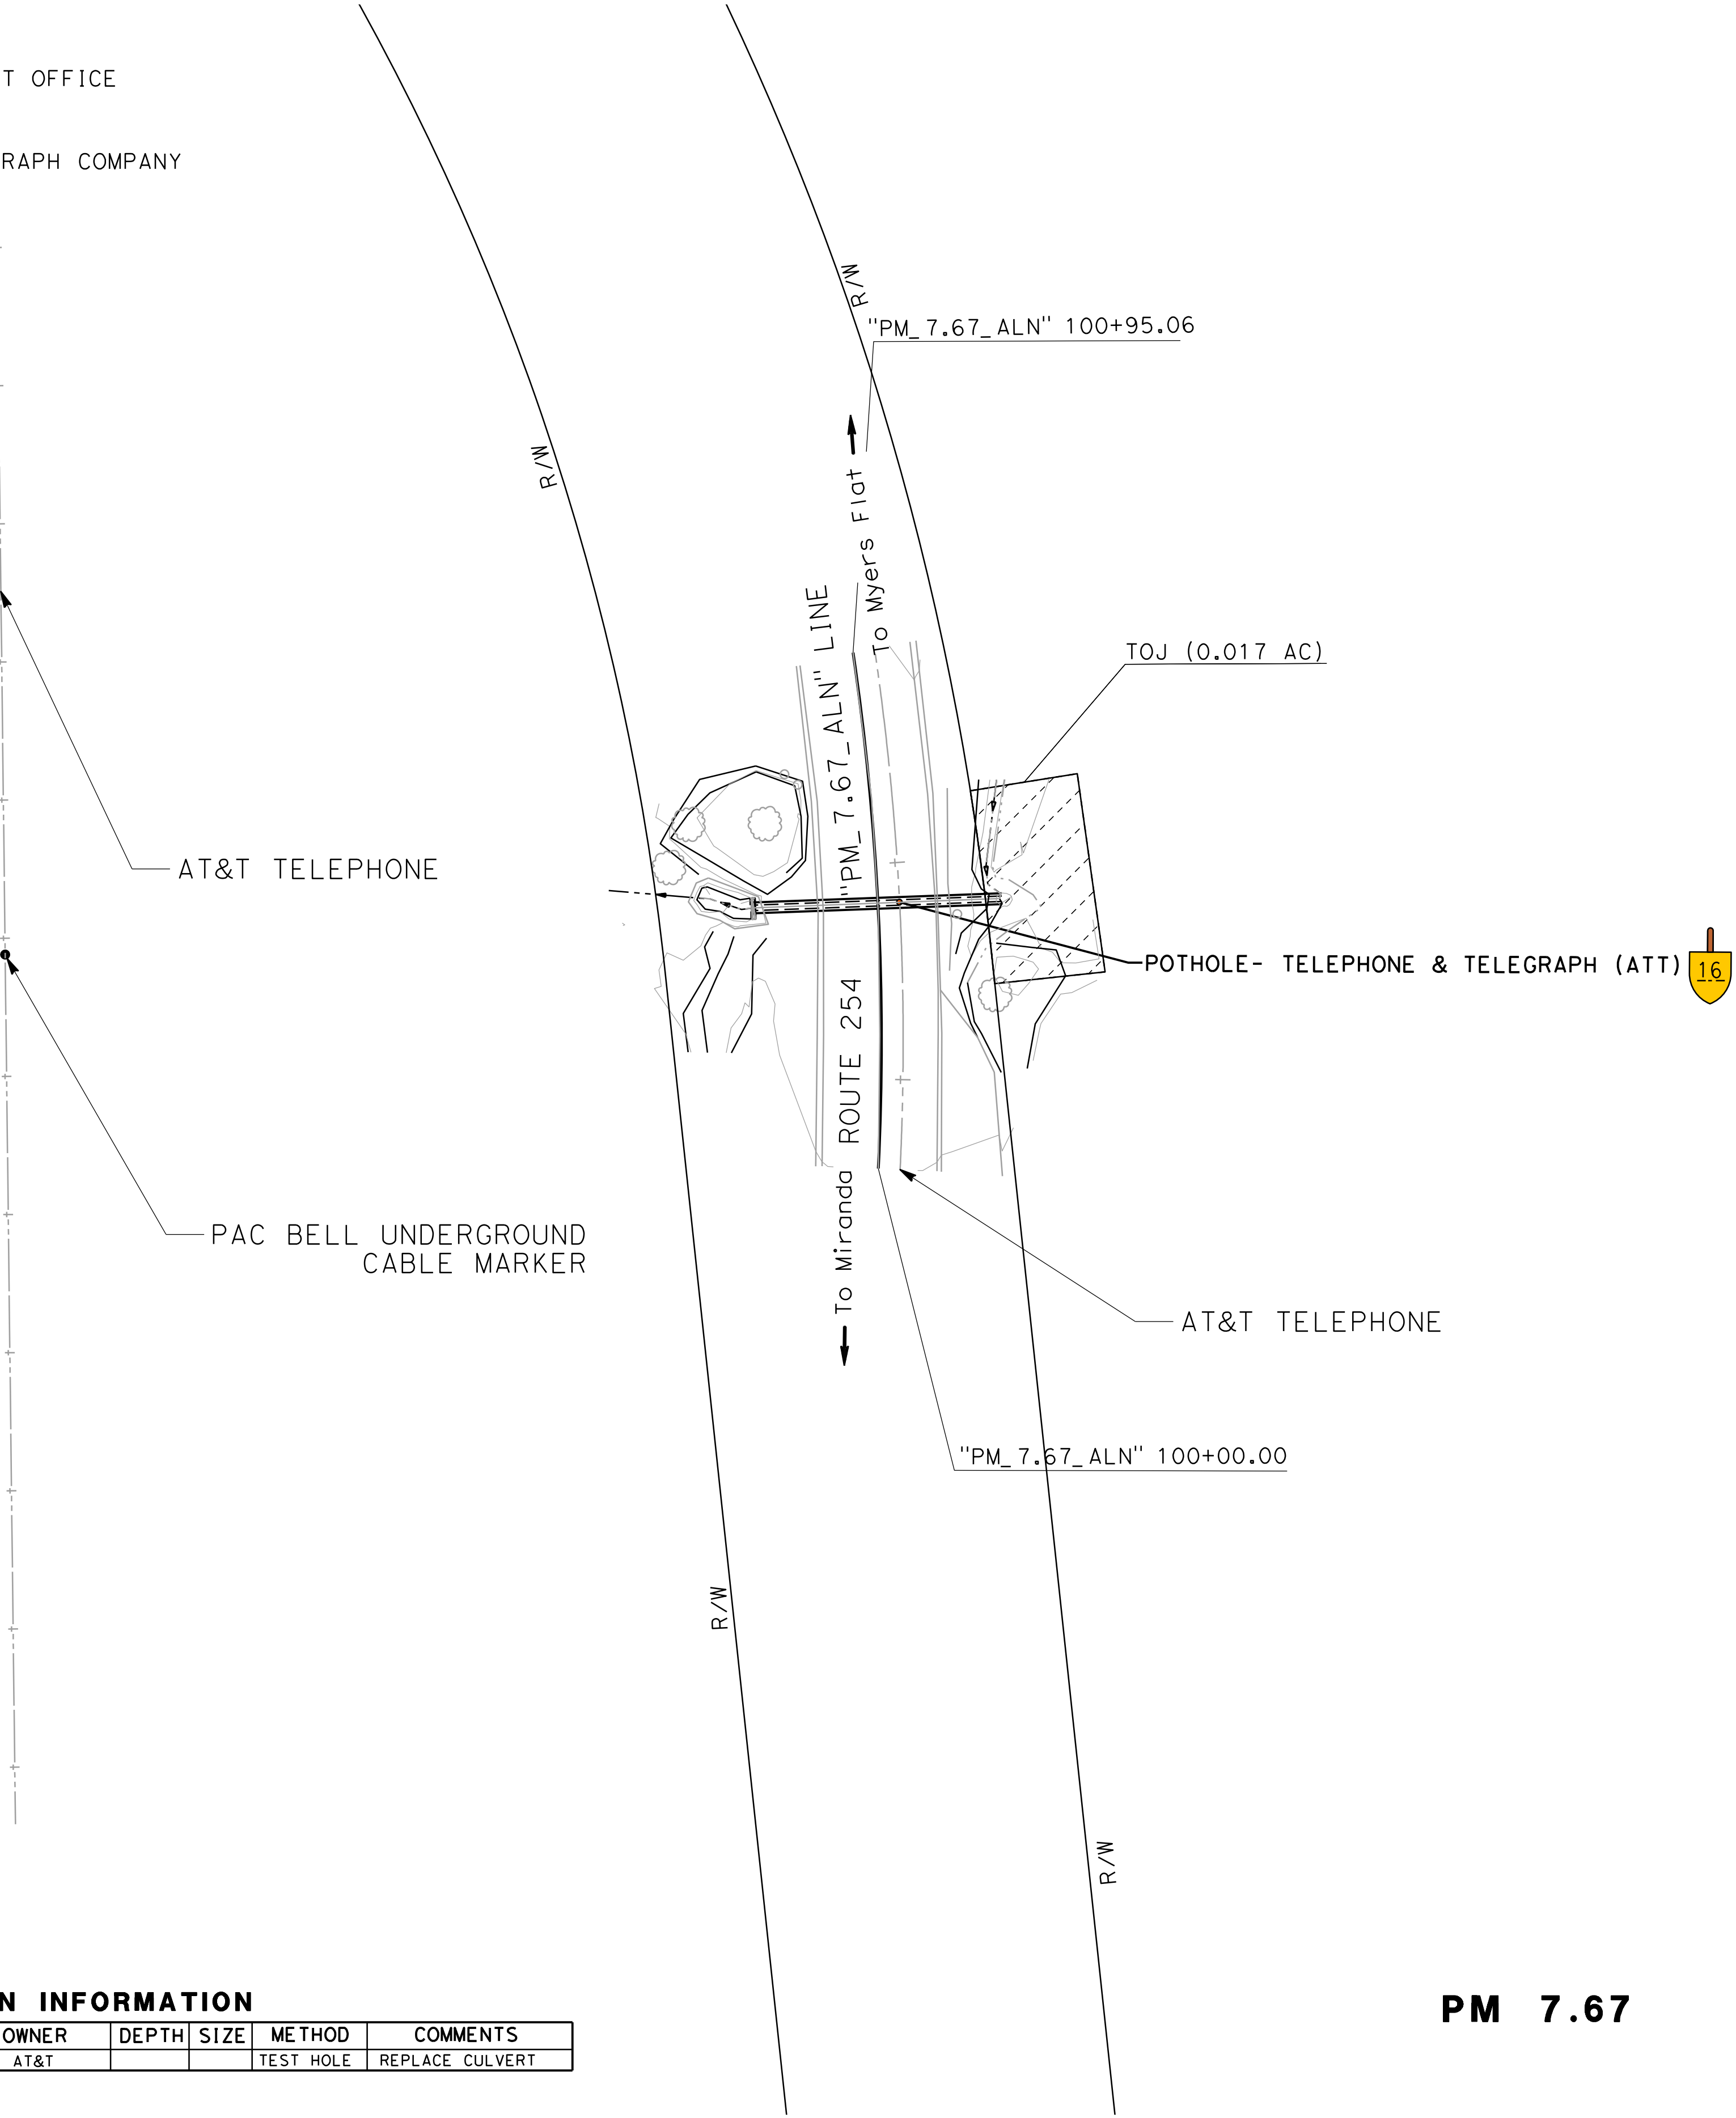 T OFFICE
RAPH COMPANY
R/W
"PM_7.67_ALN" 100+95.06
R/W
To Myers Flat
"PM_7.67_ALN" LINE
TOJ (0.017 AC)
AT&T TELEPHONE
POTHOLE- TELEPHONE & TELEGRAPH (ATT)
16
ROUTE 254
PAC BELL UNDERGROUND
CABLE MARKER
To Miranda
AT&T TELEPHONE
"PM_7.67_ALN" 100+00.00
R/W
R/W
N INFORMATION
OWNER DEPTH SIZE METHOD COMMENTS
AT&T TEST HOLE REPLACE CULVERT
PM 7.67